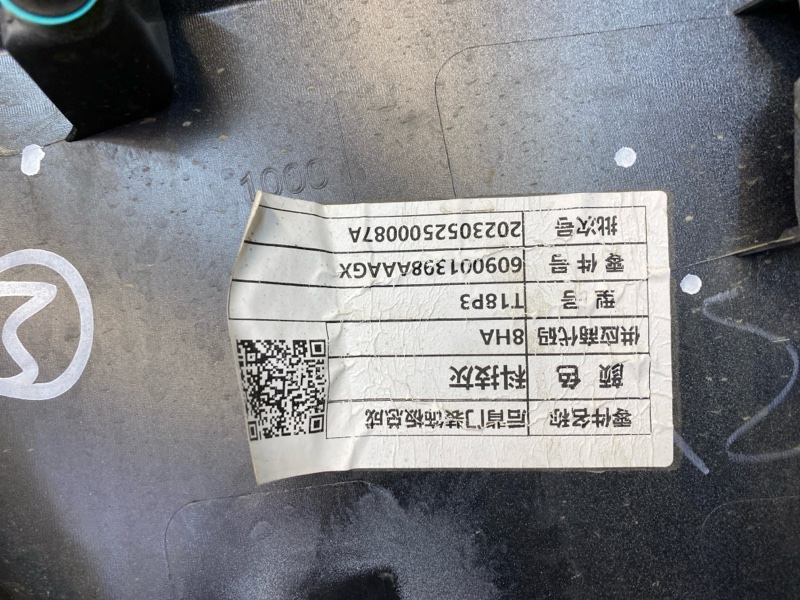 零件名称 后背门装饰板总成
颜色 科技灰
供应商代码 8HA
型号 T18P3
零件号 609001398AAAGX
批次号 2023052500087A
1000